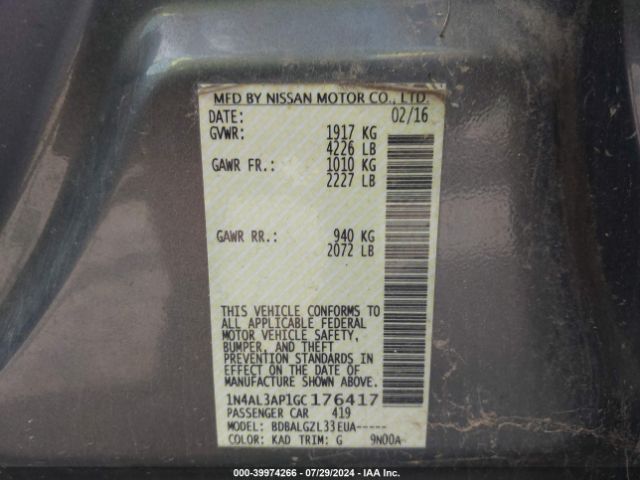 MFD BY NISSAN MOTOR CO., LTD.
DATE: 02/16
GVWR: 1917 KG
4226 LB
GAWR FR.: 1010 KG
2227 LB
GAWR RR.: 940 KG
2072 LB
THIS VEHICLE CONFORMS TO
ALL APPLICABLE FEDERAL
MOTOR VEHICLE SAFETY,
BUMPER, AND THEFT
PREVENTION STANDARDS IN
EFFECT ON THE DATE OF
MANUFACTURE SHOWN ABOVE.
1N4AL3AP1GC176417
PASSENGER CAR 419
MODEL: BDBALGZL33EUA-----
COLOR: KAD TRIM: G 9N00A-
000-39974266 - 07/29/2024 - IAA Inc.